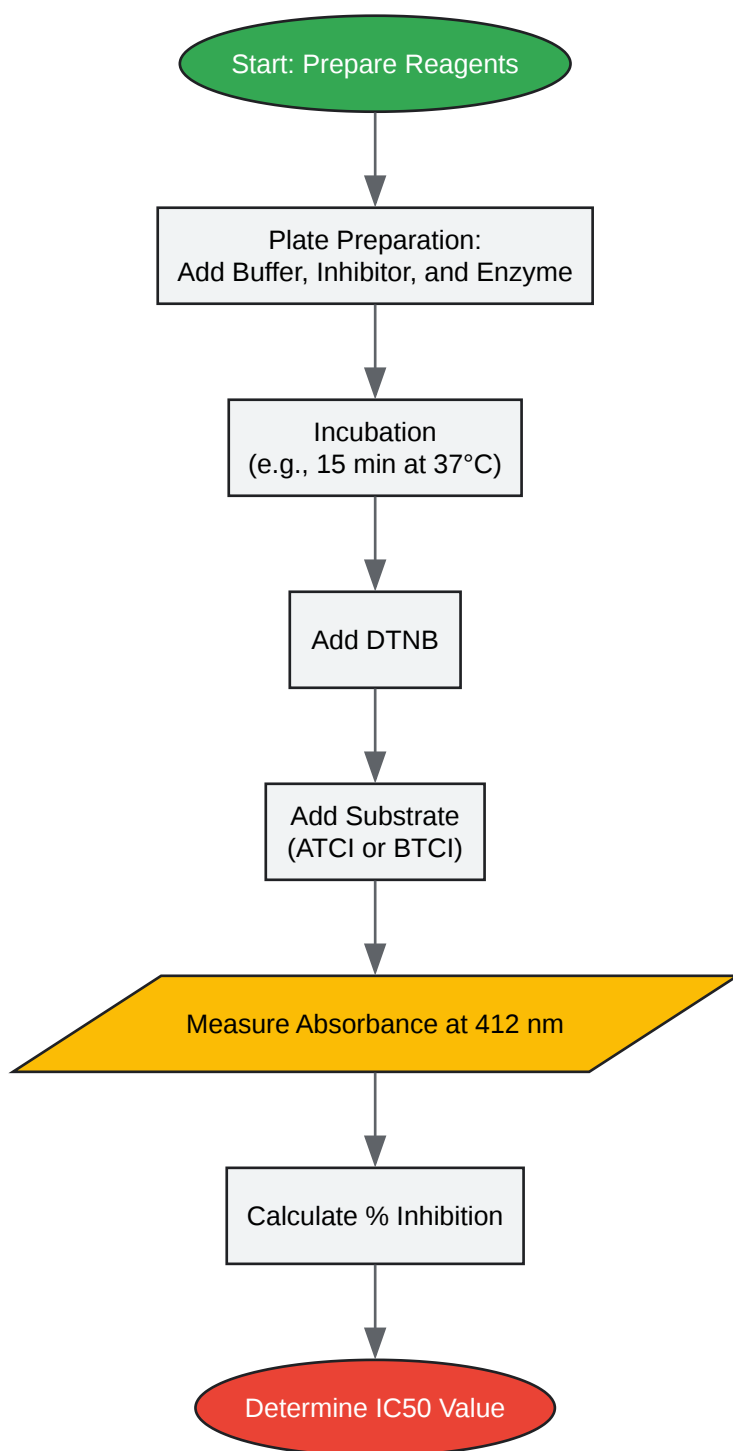 Start: Prepare Reagents
Plate Preparation:
Add Buffer, Inhibitor, and Enzyme
Incubation
(e.g., 15 min at 37°C)
Add DTNB
Add Substrate
(ATCI or BTCI)
Measure Absorbance at 412 nm
Calculate % Inhibition
Determine IC50 Value